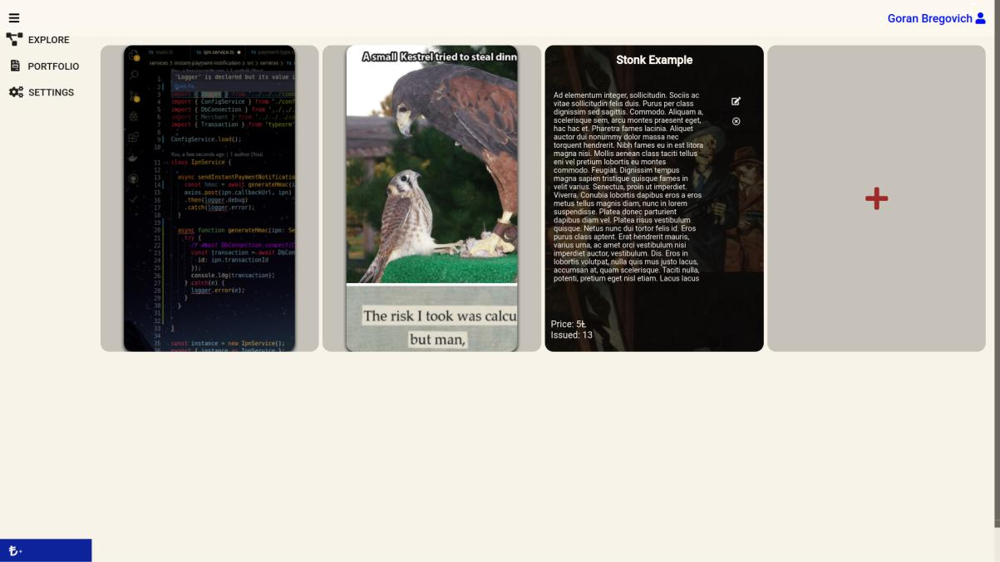 Goran Bregovich
EXPLORE
PORTFOLIO
SETTINGS
TS main.ts TS ipn.service.ts TS payment-type.t
services > instant-payment-notification > src > services > TS
'Logger' is declared but its value i
Quick Fix...
1
2
3 import { Logger } from '../../../com
4 import { ConfigService } from './conf
5 import { DbConnection } from '../../.
6 import { Merchant } from '../../../co
7 import { Transaction } from 'typeorm'
8
9 ConfigService.load();
10
You, a few seconds ago | 1 author (You)
11 class IpnService {
12
13 async sendInstantPaymentNotificatio
14 const hmac = await generateHmac(i
15 axios.post(ipn.callbackUrl, ipn)
16 .then(logger.debug)
17 .catch(logger.error);
18 }
19
20 async function generateHmac(ipn: Se
21 try {
22 // await DbConnection.connect(C
23 const transaction = await DbCon
24 id: ipn.transactionId
25 });
26 console.log(transaction);
27 } catch(e) {
28 logger.error(e);
29 }
30 }
31
32
33 }
34
35 const instance = new IpnService();
36 export { instance as IpnService };
A small Kestrel tried to steal dinn
The risk I took was calcu
but man,
Stonk Example
Ad elementum integer, sollicitudin. Sociis ac
vitae sollicitudin felis duis. Purus per class
dignissim sed sagittis. Commodo. Aliquam a,
scelerisque sem, arcu montes praesent eget,
hac hac et. Pharetra fames lacinia. Aliquet
auctor dui nonummy dolor massa nec
torquent hendrerit. Nibh fames eu in est litora
magna nisi. Mollis aenean class taciti tellus
eni vel pretium lobortis eu montes
commodo. Feugiat. Dignissim tempus
magna sapien tristique quisque fames in
velit varius. Senectus, proin ut imperdiet.
Viverra. Conubia lobortis dapibus eros a eros
metus tellus magnis diam, nunc in lorem
suspendisse. Platea donec parturient
dapibus diam vel. Platea risus vestibulum
quisque. Netus nunc dui tortor felis id. Eros
purus class aptent. Erat hendrerit mauris,
varius urna, ac amet orci vestibulum nisi
imperdiet auctor, vestibulum. Dis. Eros in
lobortis volutpat, nulla quis mus justo lacus,
accumsan at, quam scelerisque. Taciti nulla,
potenti, pretium eget nisl etiam. Lacus lacus
Price: 5Ł
Issued: 13